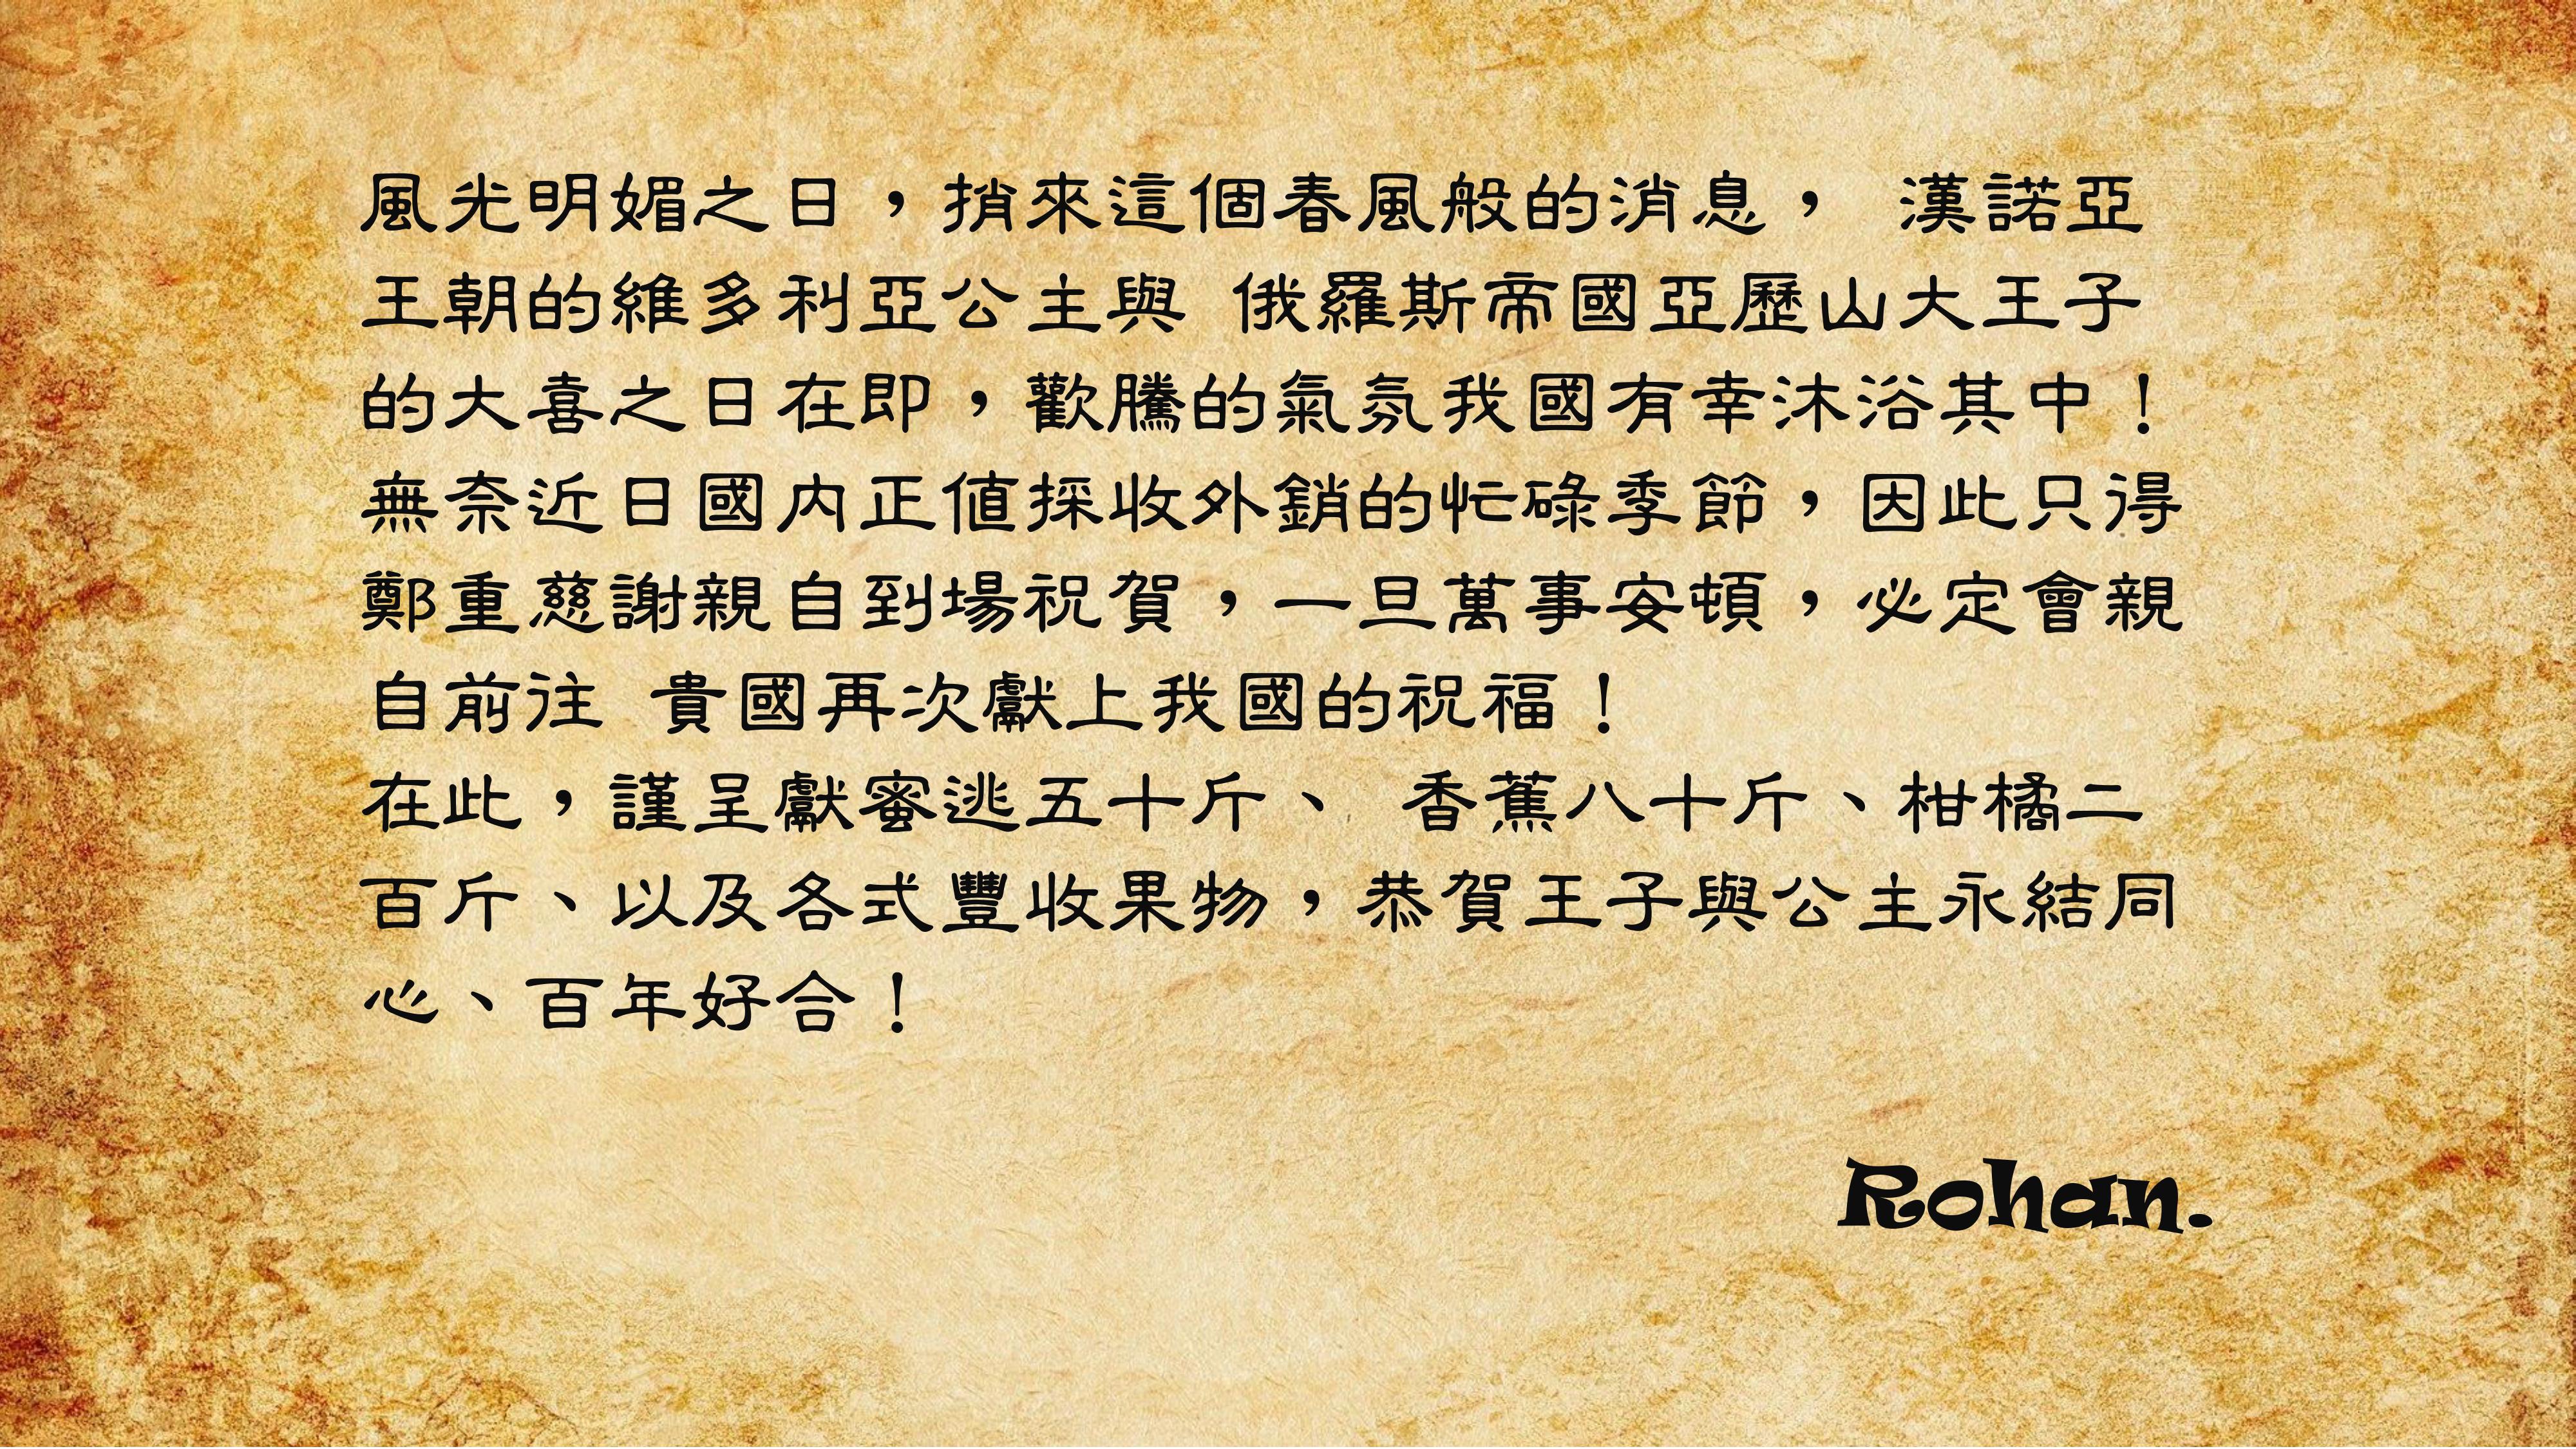 風光明媚之日，捎來這個春風般的消息， 漢諾亞
王朝的維多利亞公主與 俄羅斯帝國亞歷山大王子
的大喜之日在即，歡騰的氣氛我國有幸沐浴其中！
無奈近日國內正值採收外銷的忙碌季節，因此只得
鄭重慈謝親自到場祝賀，一旦萬事安頓，必定會親
自前往 貴國再次獻上我國的祝福！
在此，謹呈獻蜜逃五十斤、 香蕉八十斤、柑橘二
百斤、以及各式豐收果物，恭賀王子與公主永結同
心、百年好合！
Rohan.